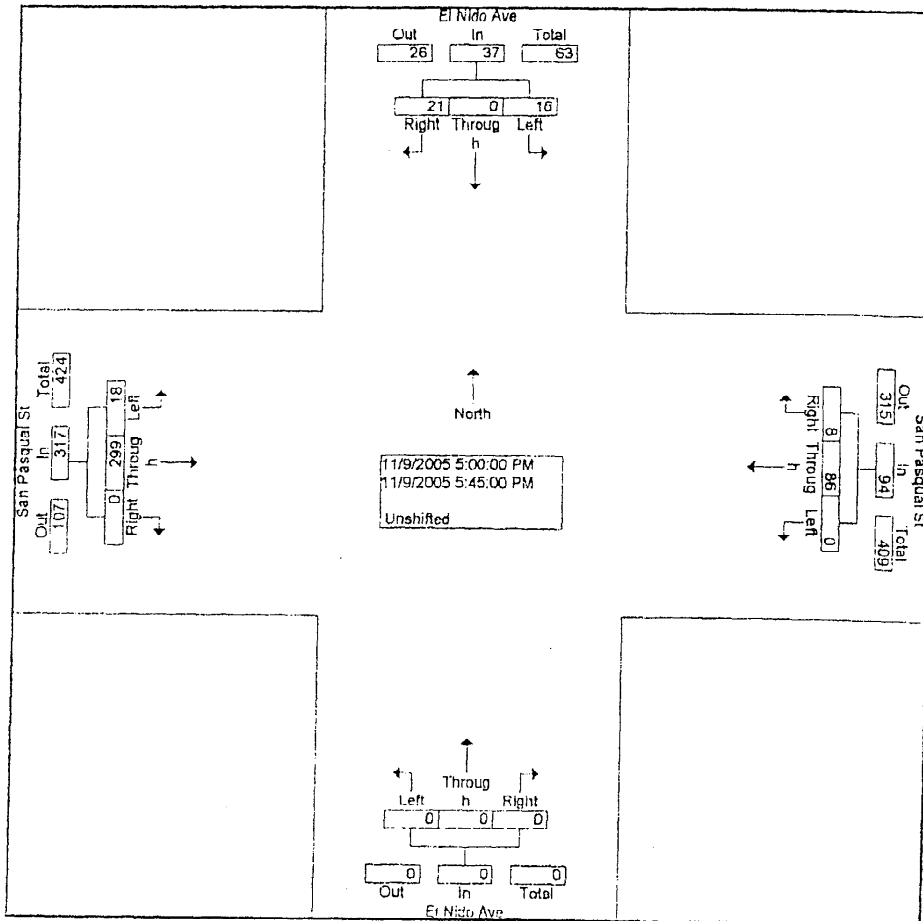 El Nido Ave
Out In Total
26 37 63
21 0 16
Right Throug Left
h
Total In Out
424 317 107
San Pasqual St
18 299 0
Left Throug Right
h
North
11/9/2005 5:00:00 PM
11/9/2005 5:45:00 PM
Unshifted
San Pasqual St
Out In Total
315 94 409
8 86 0
Right Throug Left
h
Throug
Left h Right
0 0 0
0 0 0
Out In Total
El Nido Ave